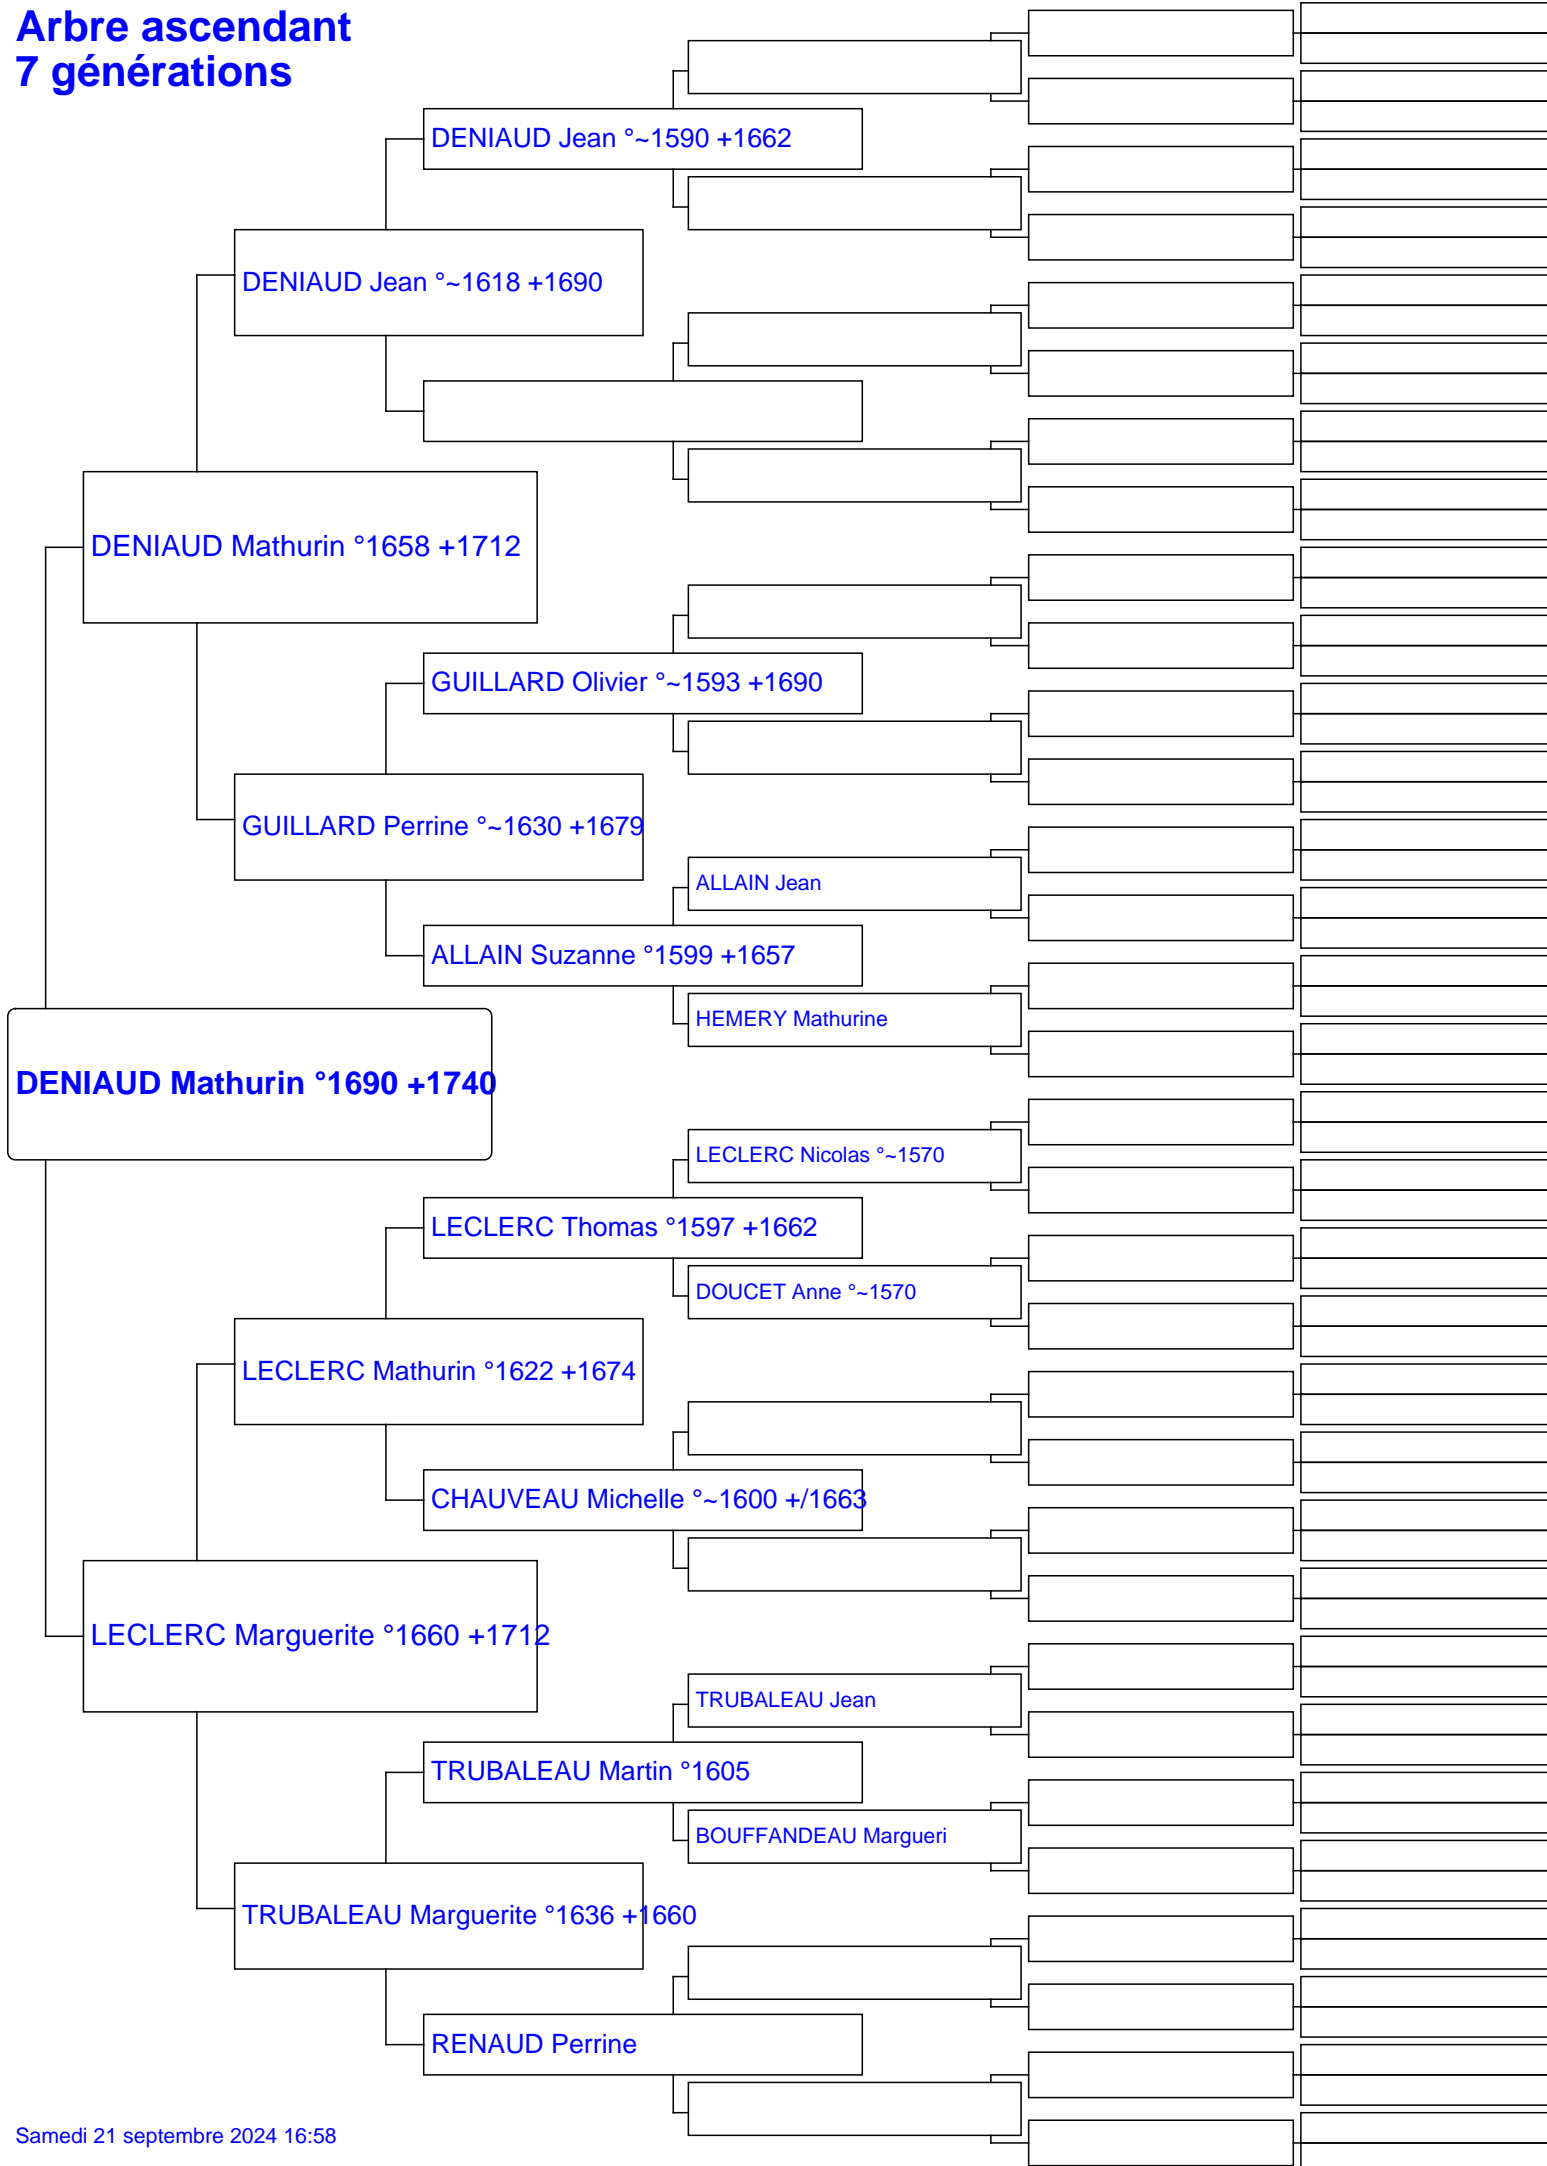 Arbre ascendant
7 générations
DENIAUD Jean °~1590 +1662
DENIAUD Jean °~1618 +1690
DENIAUD Mathurin °1658 +1712
GUILLARD Olivier °~1593 +1690
GUILLARD Perrine °~1630 +1679
ALLAIN Jean
ALLAIN Suzanne °1599 +1657
HEMERY Mathurine
DENIAUD Mathurin °1690 +1740
LECLERC Nicolas °~1570
LECLERC Thomas °1597 +1662
DOUCET Anne °~1570
LECLERC Mathurin °1622 +1674
CHAUVEAU Michelle °~1600 +/1663
LECLERC Marguerite °1660 +1712
TRUBALEAU Jean
TRUBALEAU Martin °1605
BOUFFANDEAU Margueri
TRUBALEAU Marguerite °1636 +1660
RENAUD Perrine
Samedi 21 septembre 2024 16:58